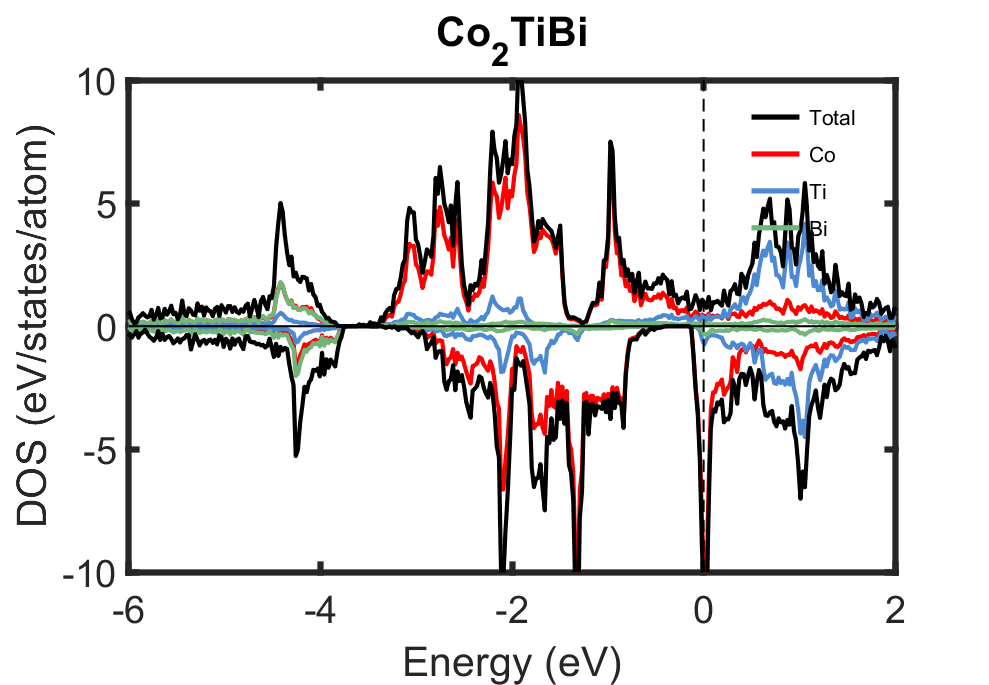 Co2TiBi
DOS (eV/states/atom)
10
5
0
-5
-10
Total
Co
Ti
Bi
-6
-4
-2
0
2
Energy (eV)